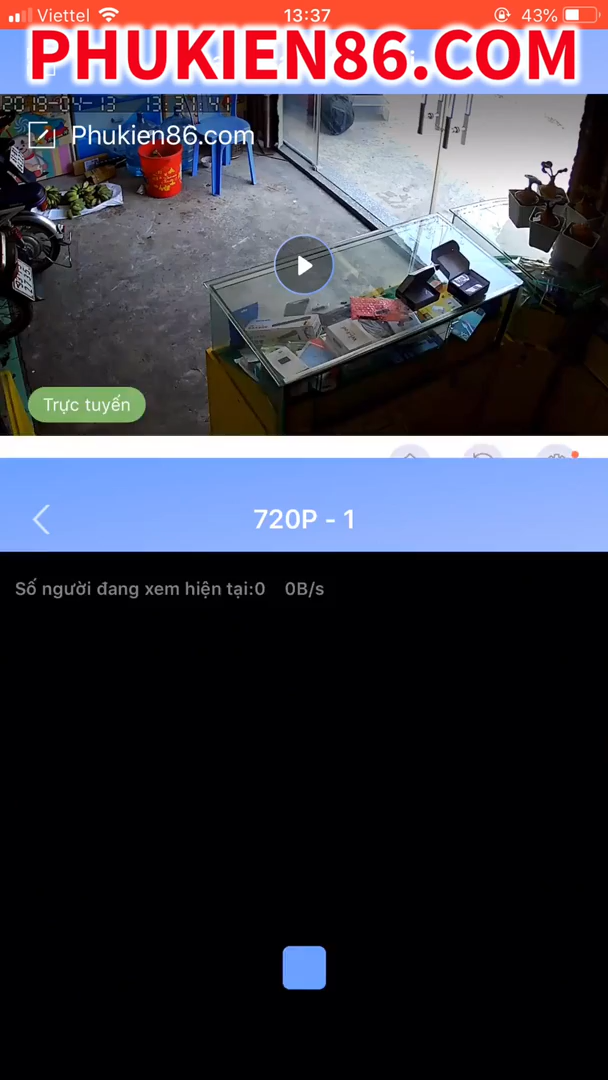 Viettel 13:37 43%
PHUKIEN86.COM
Phukien86.com
Trực tuyến
720P - 1
Số người đang xem hiện tại:0 0B/s